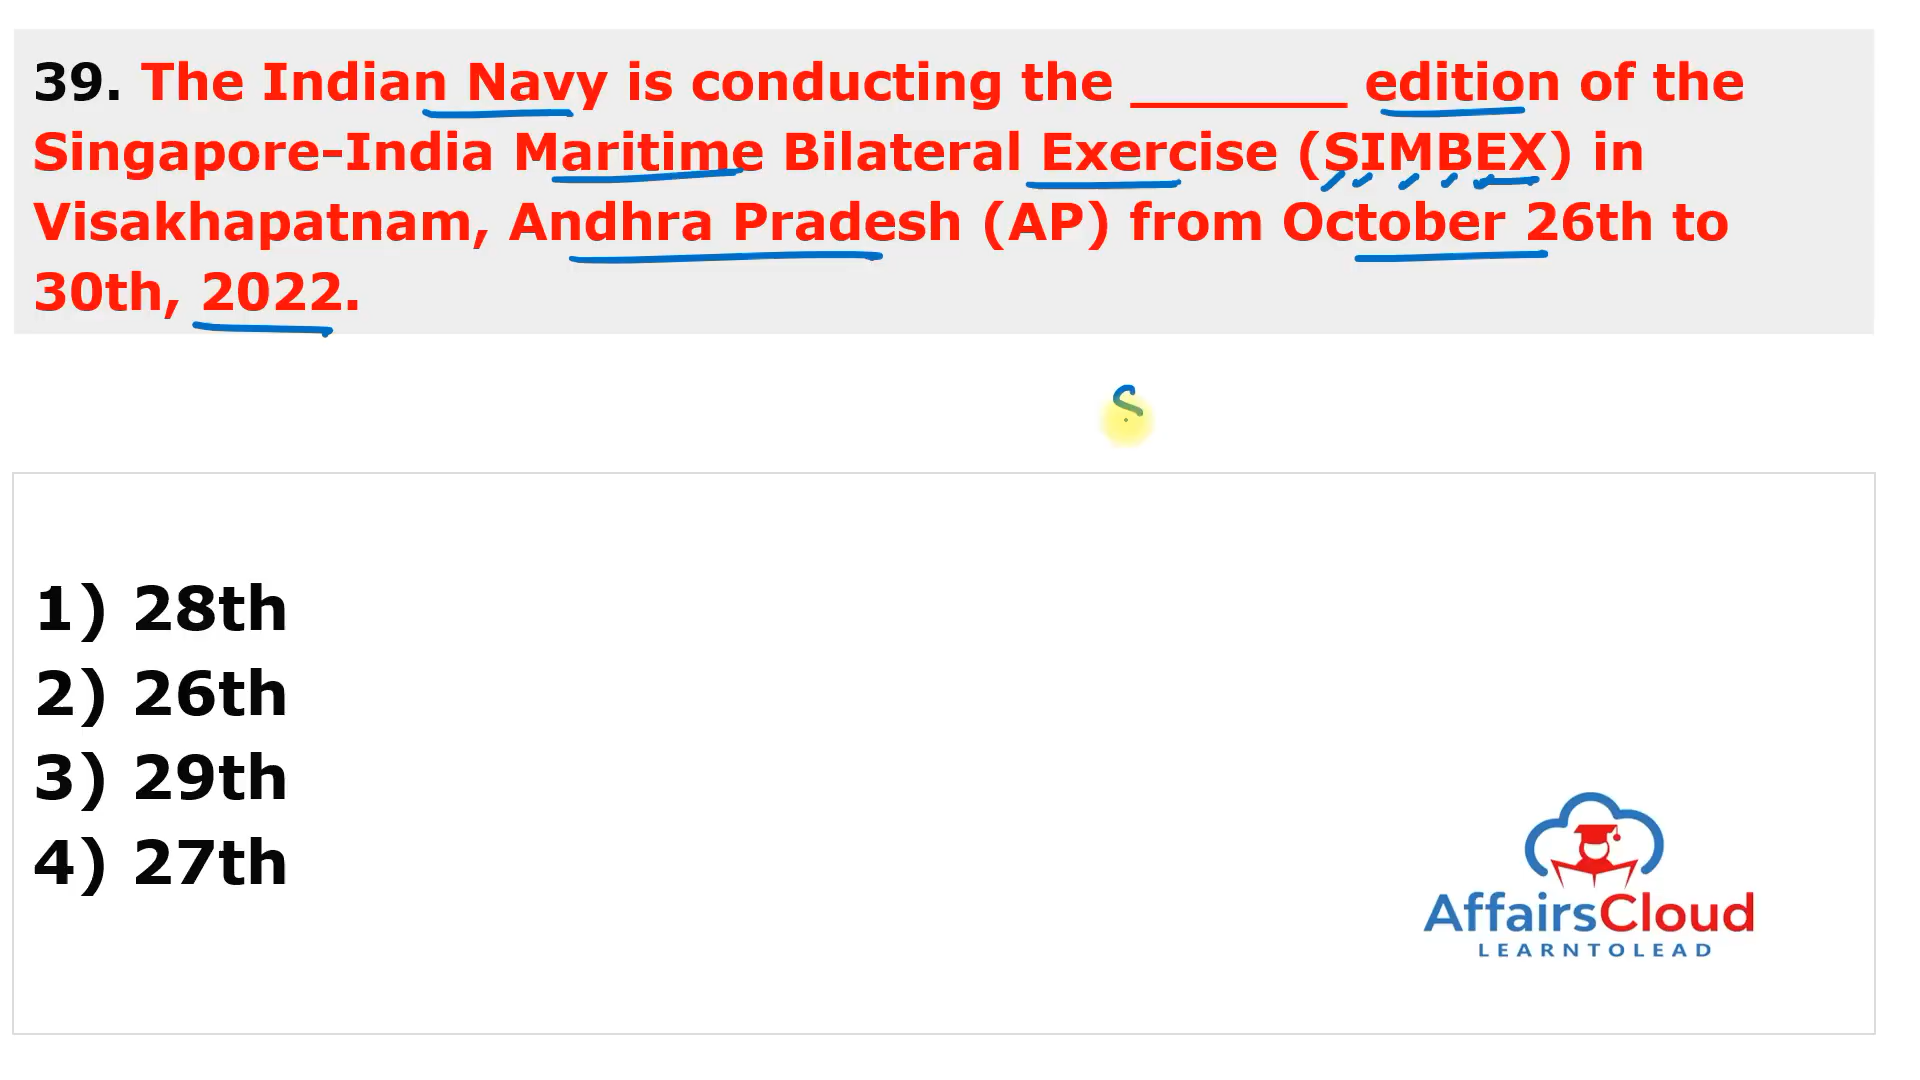 39. The Indian Navy is conducting the ________ edition of the
Singapore-India Maritime Bilateral Exercise (SIMBEX) in
Visakhapatnam, Andhra Pradesh (AP) from October 26th to
30th, 2022.
S
1) 28th
2) 26th
3) 29th
4) 27th
AffairsCloud
LEARNTOLEAD